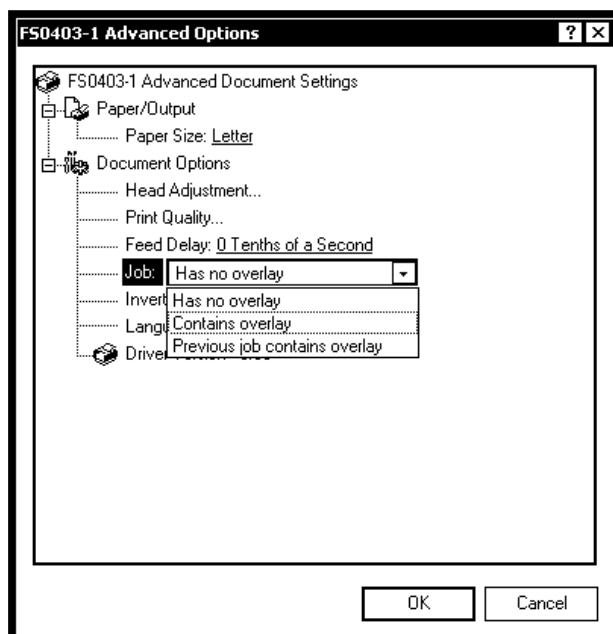 FS0403-1 Advanced Options ? X
FS0403-1 Advanced Document Settings
Paper/Output
Paper Size: Letter
Document Options
Head Adjustment...
Print Quality...
Feed Delay: 0 Tenths of a Second
Job: Has no overlay
Invert Has no overlay
Contains overlay
Previous job contains overlay
OK Cancel